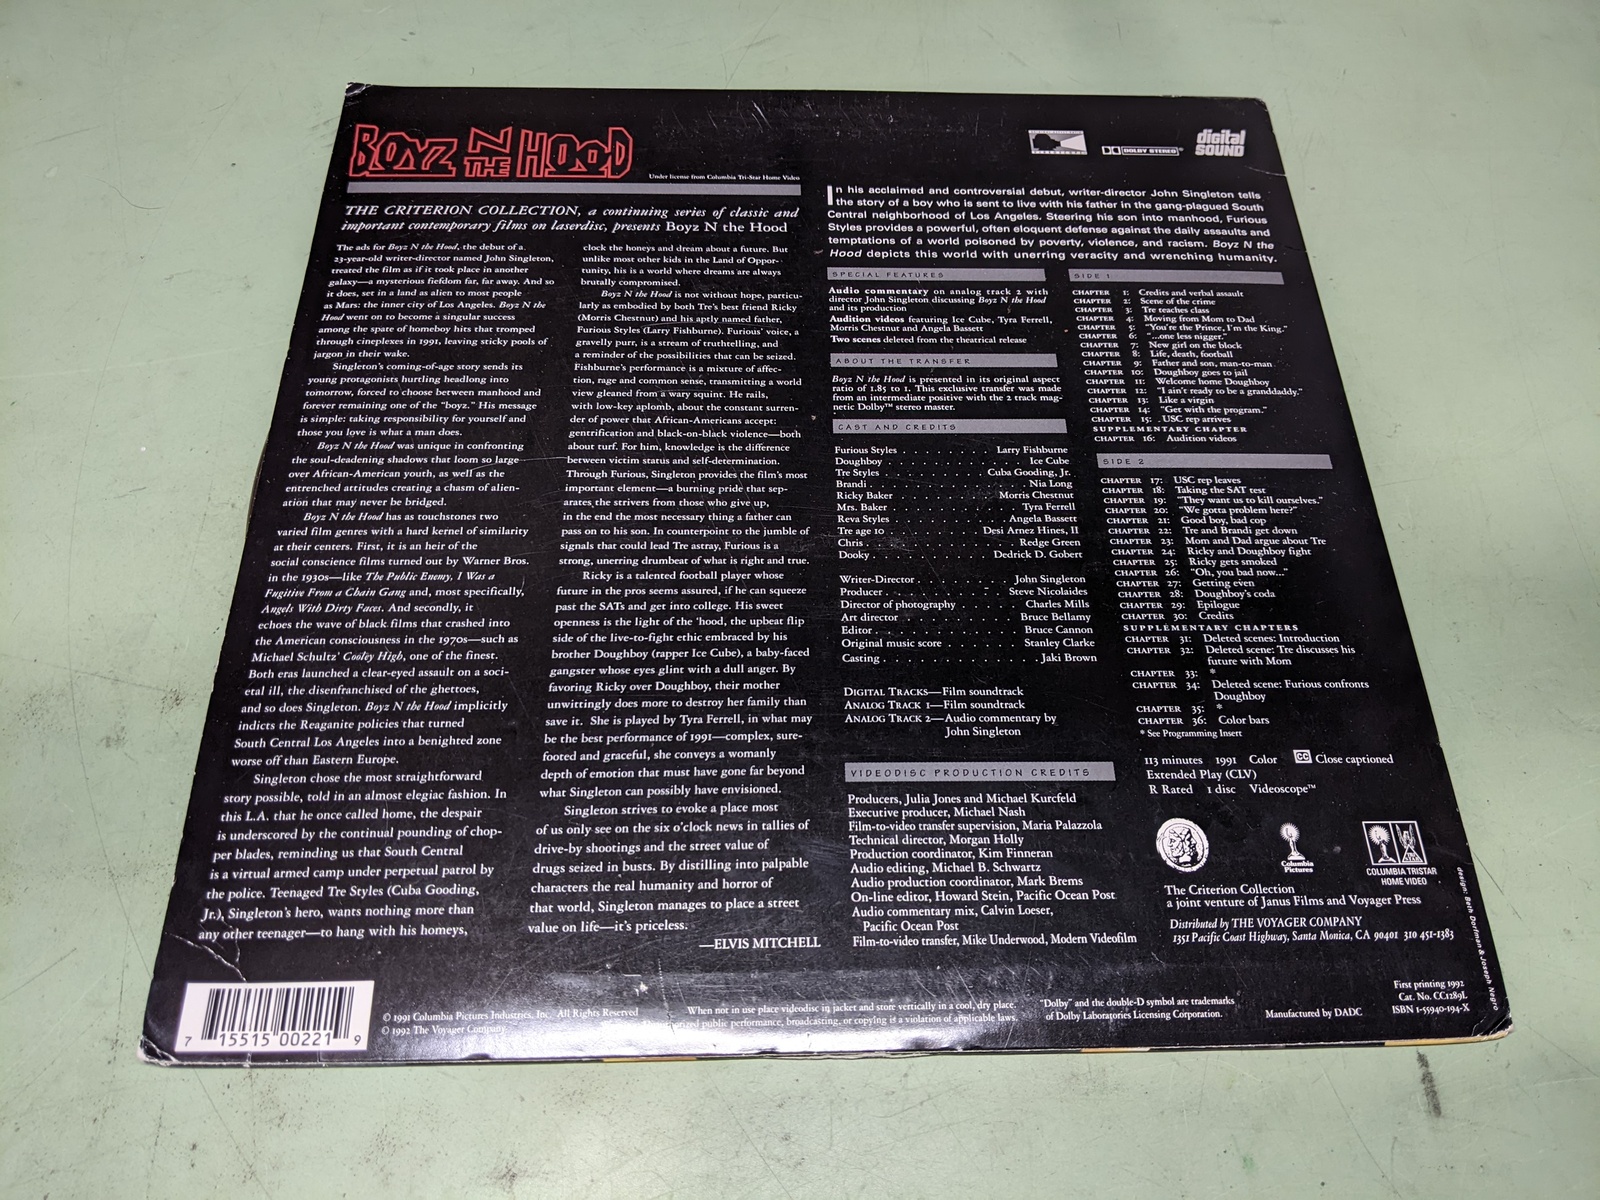 BOYZ N THE HOOD
Under license from Columbia Tri-Star Home Video
THE CRITERION COLLECTION, a continuing series of classic and
important contemporary films on laserdisc, presents Boyz N the Hood
The ads for Boyz N the Hood, the debut of a
23-year-old writer-director named John Singleton,
treated the film as if it took place in another
galaxy—a mysterious fiefdom far, far away. And so
it does, set in a land as alien to most people
as Mars: the inner city of Los Angeles. Boyz N the
Hood went on to become a singular success
among the spate of homeboy hits that tromped
through cineplexes in 1991, leaving sticky pools of
jargon in their wake.
Singleton's coming-of-age story sends its
young protagonists hurtling headlong into
tomorrow, forced to choose between manhood and
forever remaining one of the "boyz." His message
is simple: taking responsibility for yourself and
those you love is what a man does.
Boyz N the Hood was unique in confronting
the soul-deadening shadows that loom so large
over African-American youth, as well as the
entrenched attitudes creating a chasm of alien-
ation that may never be bridged.
Boyz N the Hood has as touchstones two
varied film genres with a hard kernel of similarity
at their centers. First, it is an heir of the
social conscience films turned out by Warner Bros.
in the 1930s—like The Public Enemy, I Was a
Fugitive From a Chain Gang and, most specifically,
Angels With Dirty Faces. And secondly, it
echoes the wave of black films that crashed into
the American consciousness in the 1970s—such as
Michael Schultz' Cooley High, one of the finest.
Both eras launched a clear-eyed assault on a soci-
etal ill, the disenfranchised of the ghettoes,
and so does Singleton. Boyz N the Hood implicitly
indicts the Reaganite policies that turned
South Central Los Angeles into a benighted zone
worse off than Eastern Europe.
Singleton chose the most straightforward
story possible, told in an almost elegiac fashion. In
this L.A. that he once called home, the despair
is underscored by the continual pounding of chop-
per blades, reminding us that South Central
is a virtual armed camp under perpetual patrol by
the police. Teenaged Tre Styles (Cuba Gooding,
Jr.), Singleton's hero, wants nothing more than
any other teenager—to hang with his homeys,
clock the honeys and dream about a future. But
unlike most other kids in the Land of Oppor-
tunity, his is a world where dreams are always
brutally compromised.
Boyz N the Hood is not without hope, particu-
larly as embodied by both Tre's best friend Ricky
(Morris Chestnut) and his aptly named father,
Furious Styles (Larry Fishburne). Furious' voice, a
gravelly purr, is a stream of truthtelling, and
a reminder of the possibilities that can be seized.
Fishburne's performance is a mixture of affec-
tion, rage and common sense, transmitting a world
view gleaned from a wary squint. He rails,
with low-key aplomb, about the constant surren-
der of power that African-Americans accept:
gentrification and black-on-black violence—both
about turf. For him, knowledge is the difference
between victim status and self-determination.
Through Furious, Singleton provides the film's most
important element—a burning pride that sep-
arates the strivers from those who give up,
in the end the most necessary thing a father can
pass on to his son. In counterpoint to the jumble of
signals that could lead Tre astray, Furious is a
strong, unerring drumbeat of what is right and true.
Ricky is a talented football player whose
future in the pros seems assured, if he can squeeze
past the SATs and get into college. His sweet
openness is the light of the 'hood, the upbeat flip
side of the live-to-fight ethic embraced by his
brother Doughboy (rapper Ice Cube), a baby-faced
gangster whose eyes glint with a dull anger. By
favoring Ricky over Doughboy, their mother
unwittingly does more to destroy her family than
save it. She is played by Tyra Ferrell, in what may
be the best performance of 1991—complex, sure-
footed and graceful, she conveys a womanly
depth of emotion that must have gone far beyond
what Singleton can possibly have envisioned.
Singleton strives to evoke a place most
of us only see on the six o'clock news in tallies of
drive-by shootings and the street value of
drugs seized in busts. By distilling into palpable
characters the real humanity and horror of
that world, Singleton manages to place a street
value on life—it's priceless.
—ELVIS MITCHELL
DOLBY STEREO
digital SOUND
In his acclaimed and controversial debut, writer-director John Singleton tells
the story of a boy who is sent to live with his father in the gang-plagued South
Central neighborhood of Los Angeles. Steering his son into manhood, Furious
Styles provides a powerful, often eloquent defense against the daily assaults and
temptations of a world poisoned by poverty, violence, and racism. Boyz N the
Hood depicts this world with unerring veracity and wrenching humanity.
SPECIAL FEATURES
Audio commentary on analog track 2 with
director John Singleton discussing Boyz N the Hood
and its production
Audition videos featuring Ice Cube, Tyra Ferrell,
Morris Chestnut and Angela Bassett
Two scenes deleted from the theatrical release
ABOUT THE TRANSFER
Boyz N the Hood is presented in its original aspect
ratio of 1.85 to 1. This exclusive transfer was made
from an intermediate positive with the 2 track mag-
netic Dolby™ stereo master.
CAST AND CREDITS
Furious Styles . . . . . . . . Larry Fishburne
Doughboy . . . . . . . . Ice Cube
Tre Styles . . . . . . . . Cuba Gooding, Jr.
Brandi . . . . . . . . Nia Long
Ricky Baker . . . . . . . . Morris Chestnut
Mrs. Baker . . . . . . . . Tyra Ferrell
Reva Styles . . . . . . . . Angela Bassett
Tre age 10 . . . . . . . . Desi Arnez Hines, II
Chris . . . . . . . . Redge Green
Dooky . . . . . . . . Dedrick D. Gobert
Writer-Director . . . . . . . . John Singleton
Producer . . . . . . . . Steve Nicolaides
Director of photography . . . . . . . . Charles Mills
Art director . . . . . . . . Bruce Bellamy
Editor . . . . . . . . Bruce Cannon
Original music score . . . . . . . . Stanley Clarke
Casting . . . . . . . . Jaki Brown
DIGITAL TRACKS—Film soundtrack
ANALOG TRACK 1—Film soundtrack
ANALOG TRACK 2—Audio commentary by
John Singleton
VIDEODISC PRODUCTION CREDITS
Producers, Julia Jones and Michael Kurcfeld
Executive producer, Michael Nash
Film-to-video transfer supervision, Maria Palazzola
Technical director, Morgan Holly
Production coordinator, Kim Finneran
Audio editing, Michael B. Schwartz
Audio production coordinator, Mark Brems
On-line editor, Howard Stein, Pacific Ocean Post
Audio commentary mix, Calvin Loeser,
Pacific Ocean Post
Film-to-video transfer, Mike Underwood, Modern Videofilm
SIDE 1
CHAPTER 1: Credits and verbal assault
CHAPTER 2: Scene of the crime
CHAPTER 3: Tre teaches class
CHAPTER 4: Moving from Mom to Dad
CHAPTER 5: "You're the Prince, I'm the King."
CHAPTER 6: "...one less nigger."
CHAPTER 7: New girl on the block
CHAPTER 8: Life, death, football
CHAPTER 9: Father and son, man-to-man
CHAPTER 10: Doughboy goes to jail
CHAPTER 11: Welcome home Doughboy
CHAPTER 12: "I ain't ready to be a granddaddy."
CHAPTER 13: Like a virgin
CHAPTER 14: "Get with the program."
CHAPTER 15: USC rep arrives
SUPPLEMENTARY CHAPTER
CHAPTER 16: Audition videos
SIDE 2
CHAPTER 17: USC rep leaves
CHAPTER 18: Taking the SAT test
CHAPTER 19: "They want us to kill ourselves."
CHAPTER 20: "We gotta problem here?"
CHAPTER 21: Good boy, bad cop
CHAPTER 22: Tre and Brandi get down
CHAPTER 23: Mom and Dad argue about Tre
CHAPTER 24: Ricky and Doughboy fight
CHAPTER 25: Ricky gets smoked
CHAPTER 26: "Oh, you bad now..."
CHAPTER 27: Getting even
CHAPTER 28: Doughboy's coda
CHAPTER 29: Epilogue
CHAPTER 30: Credits
SUPPLEMENTARY CHAPTERS
CHAPTER 31: Deleted scenes: Introduction
CHAPTER 32: Deleted scene: Tre discusses his
future with Mom
CHAPTER 33: *
CHAPTER 34: Deleted scene: Furious confronts
Doughboy
CHAPTER 35: *
CHAPTER 36: Color bars
* See Programming Insert
113 minutes 1991 Color CC Close captioned
Extended Play (CLV)
R Rated 1 disc Videoscope™
Columbia Pictures
COLUMBIA TRISTAR
HOME VIDEO
The Criterion Collection
a joint venture of Janus Films and Voyager Press
Distributed by THE VOYAGER COMPANY
1351 Pacific Coast Highway, Santa Monica, CA 90401 310 451-1383
design: Beth Dorfman & Joseph Negro
7 15515 00221 9
© 1991 Columbia Pictures Industries, Inc. All Rights Reserved
© 1992 The Voyager Company
When not in use place videodisc in jacket and store vertically in a cool, dry place.
public performance, broadcasting, or copying is a violation of applicable laws.
"Dolby" and the double-D symbol are trademarks
of Dolby Laboratories Licensing Corporation.
Manufactured by DADC
First printing 1992
Cat. No. CC1289L
ISBN 1-55940-194-X